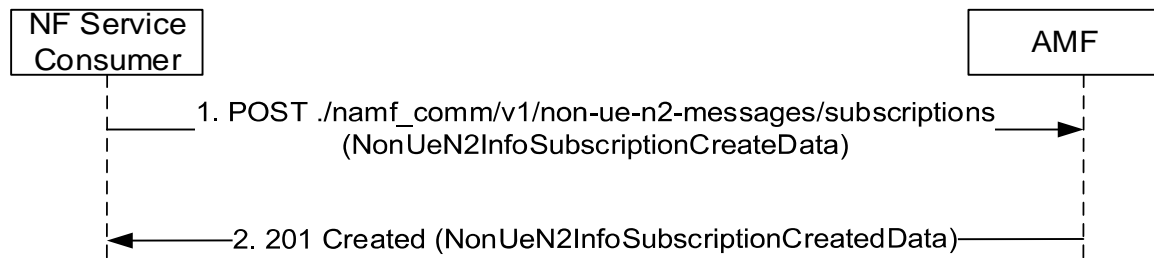 NF Service
Consumer
AMF
1. POST ./namf_comm/v1/non-ue-n2-messages/subscriptions
(NonUeN2InfoSubscriptionCreateData)
2. 201 Created (NonUeN2InfoSubscriptionCreatedData)